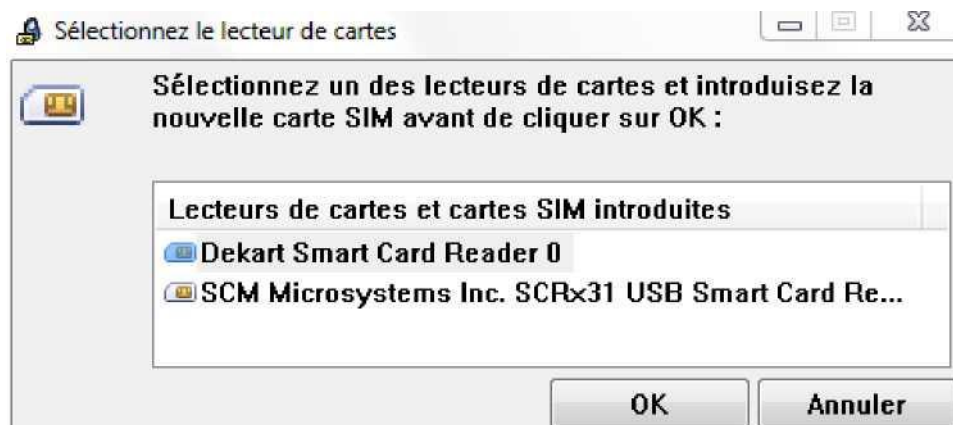 Sélectionnez le lecteur de cartes
Sélectionnez un des lecteurs de cartes et introduisez la
nouvelle carte SIM avant de cliquer sur OK :
Lecteurs de cartes et cartes SIM introduites
Dekart Smart Card Reader 0
SCM Microsystems Inc. SCRx31 USB Smart Card Re...
OK
Annuler